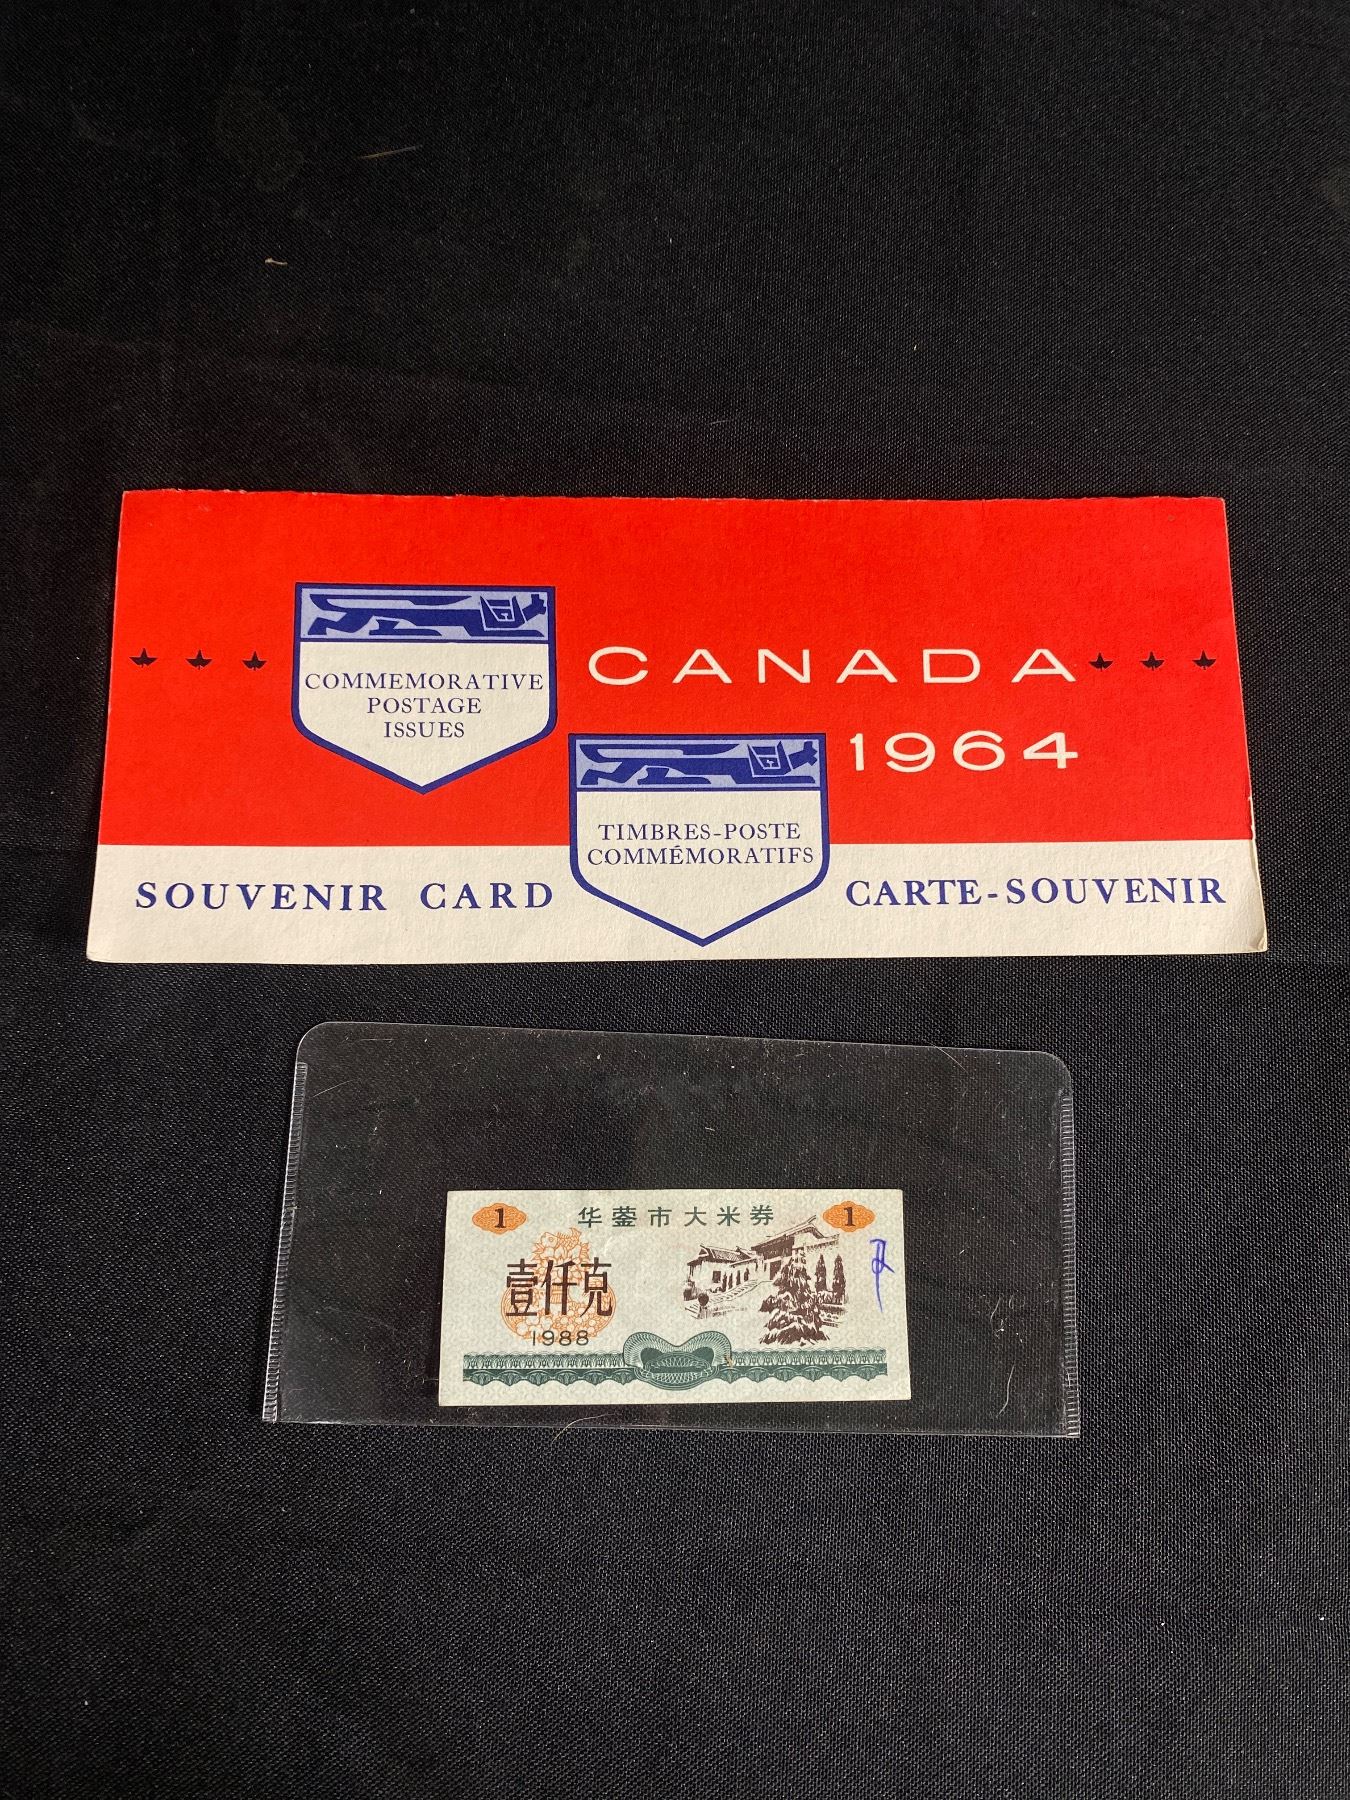 COMMEMORATIVE
POSTAGE
ISSUES
CANADA
1964
TIMBRES-POSTE
COMMÉMORATIFS
SOUVENIR CARD
CARTE-SOUVENIR
1
华蓥市大米券
1
壹仟克
1988